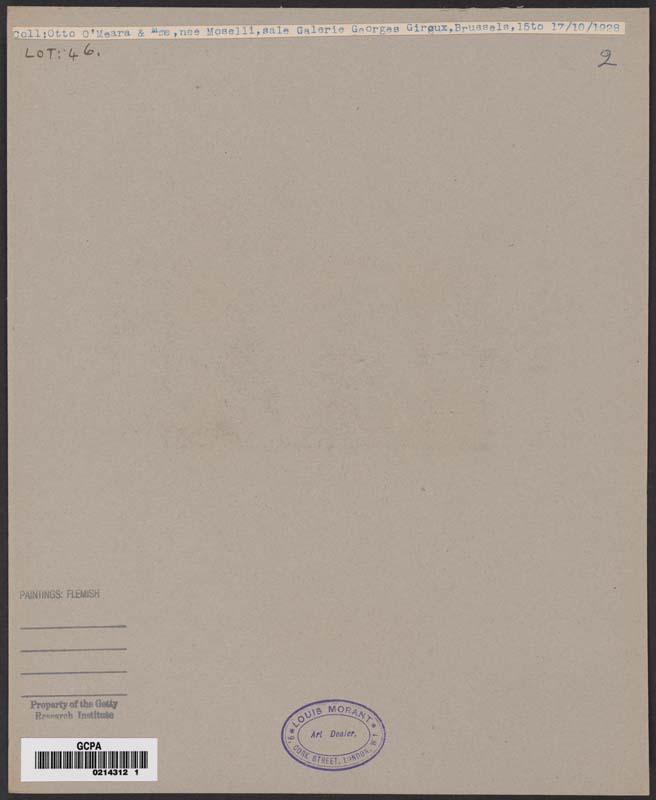 Coll:Otto O'Meara & Mme,nee Moselli,sale Galerie Georges Giroux,Brussels,15to 17/10/1928
LOT: 46.
2
PAINTINGS: FLEMISH
Property of the Getty
Research Institute
GCPA
0214312 1
LOUIS MORANT
Art Dealer,
9, CORK STREET, LONDON, W.1